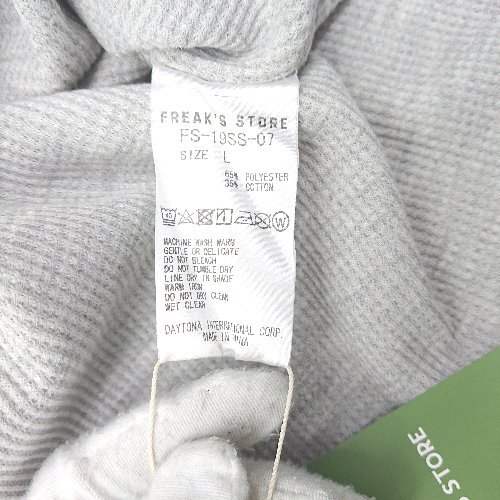 FREAK'S STORE
FS-19SS-07
SIZE L
65% POLYESTER
35% COTTON
W
MACHINE WASH WARM
GENTLE OR DELICATE
DO NOT BLEACH
DO NOT TUMBLE DRY
LINE DRY IN SHADE
WARM IRON
DO NOT DRY CLEAN
WET CLEAN
DAYTONA INTERNATIONAL CORP.
MADE IN
S STORE